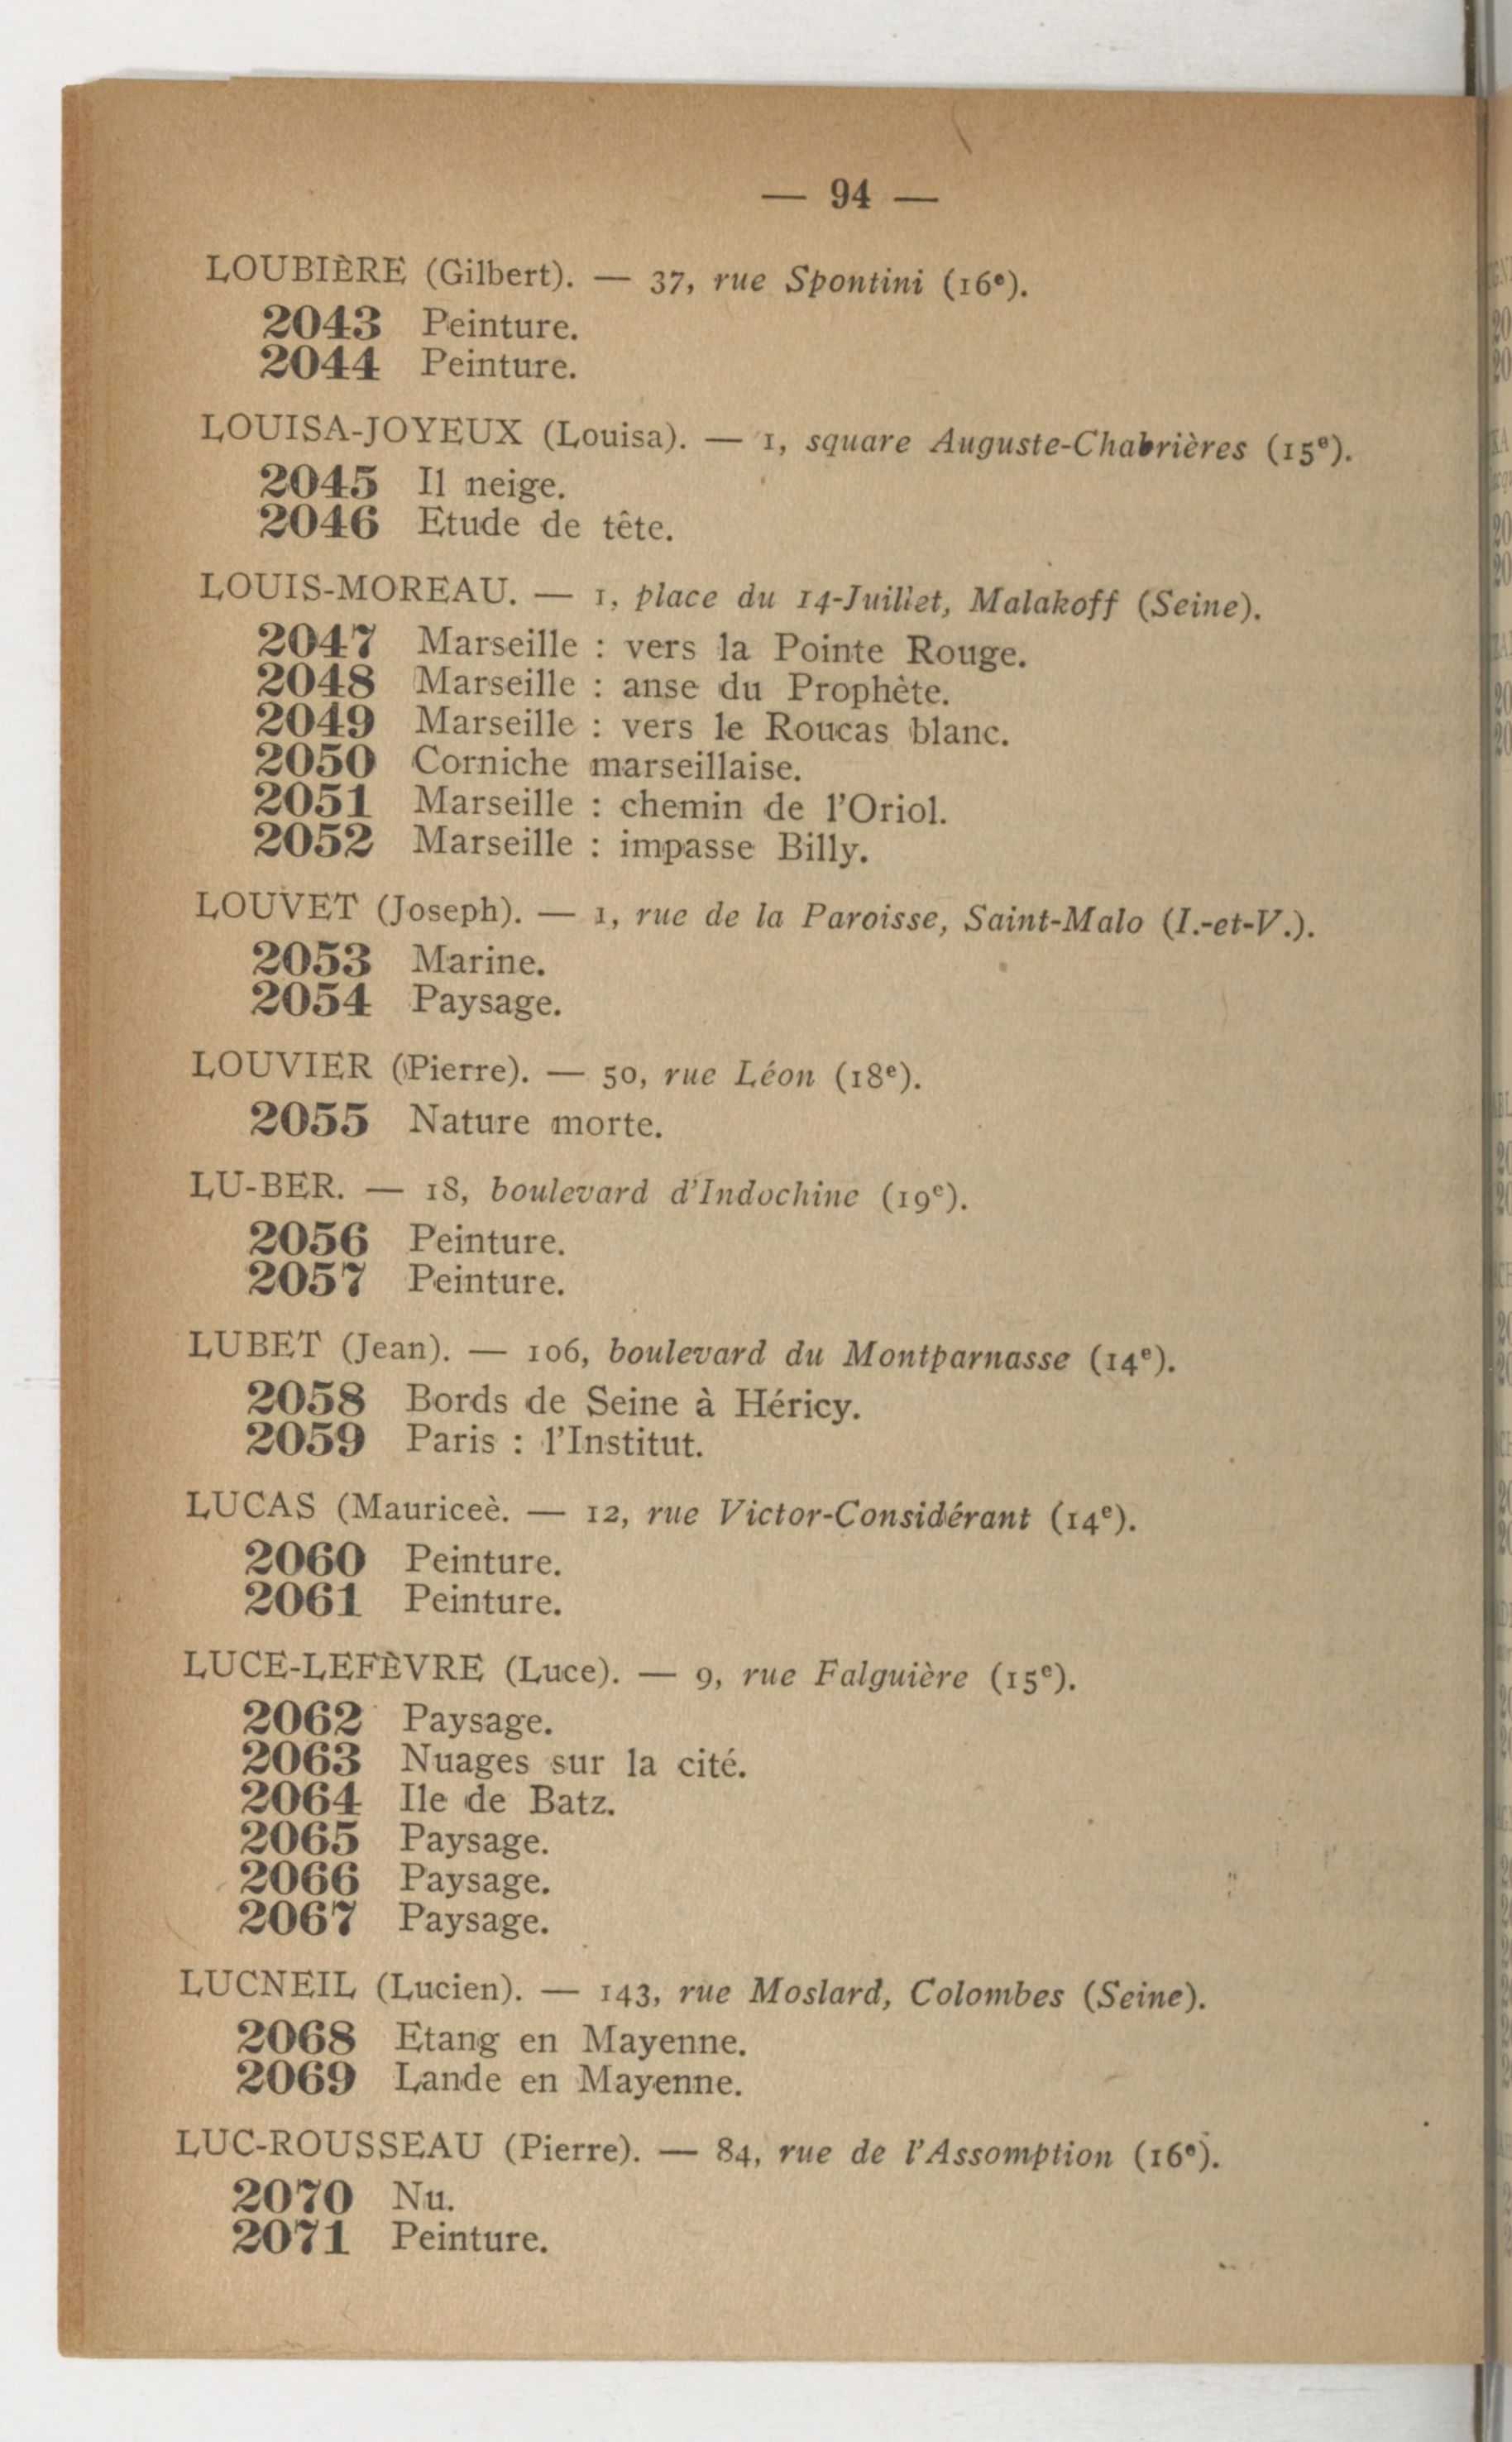 — 94 —
LOUBIÈRE (Gilbert). — 37, rue Spontini (16e).
2043 Peinture.
2044 Peinture.
LOUISA-JOYEUX (Louisa). — 1, square Auguste-Chabrières (15e).
2045 Il neige.
2046 Etude de tête.
LOUIS-MOREAU. — 1, place du 14-Juillet, Malakoff (Seine).
2047 Marseille : vers la Pointe Rouge.
2048 Marseille : anse du Prophète.
2049 Marseille : vers le Roucas blanc.
2050 Corniche marseillaise.
2051 Marseille : chemin de l'Oriol.
2052 Marseille : impasse Billy.
LOUVET (Joseph). — 1, rue de la Paroisse, Saint-Malo (I.-et-V.).
2053 Marine.
2054 Paysage.
LOUVIER (Pierre). — 50, rue Léon (18e).
2055 Nature morte.
LU-BER. — 18, boulevard d'Indochine (19e).
2056 Peinture.
2057 Peinture.
LUBET (Jean). — 106, boulevard du Montparnasse (14e).
2058 Bords de Seine à Héricy.
2059 Paris : l'Institut.
LUCAS (Mauriceè. — 12, rue Victor-Considérant (14e).
2060 Peinture.
2061 Peinture.
LUCE-LEFÈVRE (Luce). — 9, rue Falguière (15e).
2062 Paysage.
2063 Nuages sur la cité.
2064 Ile de Batz.
2065 Paysage.
2066 Paysage.
2067 Paysage.
LUCNEIL (Lucien). — 143, rue Moslard, Colombes (Seine).
2068 Etang en Mayenne.
2069 Lande en Mayenne.
LUC-ROUSSEAU (Pierre). — 84, rue de l'Assomption (16e).
2070 Nu.
2071 Peinture.